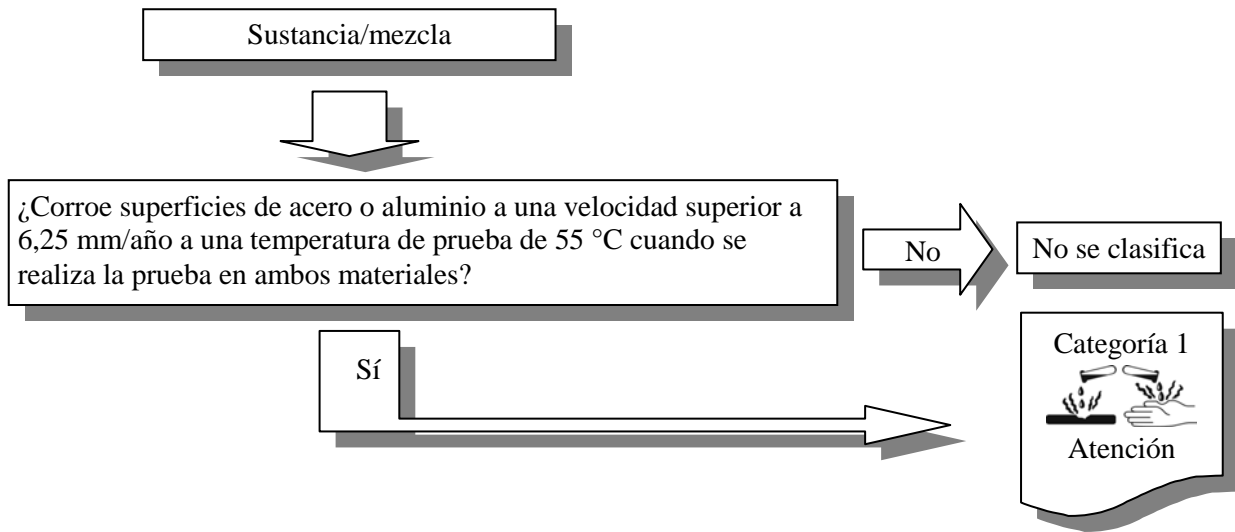 Sustancia/mezcla
¿Corroe superficies de acero o aluminio a una velocidad superior a
6,25 mm/año a una temperatura de prueba de 55 °C cuando se
realiza la prueba en ambos materiales?
No
No se clasifica
Sí
Categoría 1
Atención